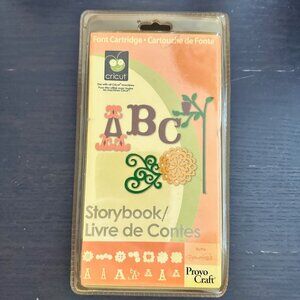 Font Cartridge • Cartouche de Fonte
cricut
ABC
Storybook/
Livre de Contes
Provo
Craft